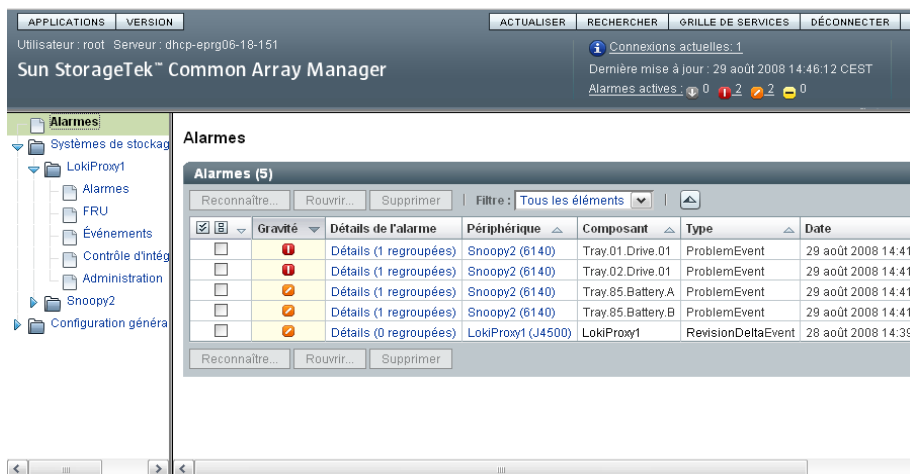 APPLICATIONS VERSION ACTUALISER RECHERCHER GRILLE DE SERVICES DÉCONNECTER
Utilisateur : root Serveur : dhcp-eprg06-18-151
Sun StorageTek™ Common Array Manager
Connexions actuelles: 1
Dernière mise à jour : 29 août 2008 14:46:12 CEST
Alarmes actives : 0 2 2 0
Alarmes
Systèmes de stockag
LokiProxy1
Alarmes
FRU
Événements
Contrôle d'intég
Administration
Snoopy2
Configuration généra
Alarmes
Alarmes (5)
Reconnaître... Rouvrir... Supprimer Filtre : Tous les éléments
Gravité Détails de l'alarme Périphérique Composant Type Date
Détails (1 regroupées) Snoopy2 (6140) Tray.01.Drive.01 ProblemEvent 29 août 2008 14:41
Détails (1 regroupées) Snoopy2 (6140) Tray.02.Drive.01 ProblemEvent 29 août 2008 14:41
Détails (1 regroupées) Snoopy2 (6140) Tray.85.Battery.A ProblemEvent 29 août 2008 14:41
Détails (1 regroupées) Snoopy2 (6140) Tray.85.Battery.B ProblemEvent 29 août 2008 14:41
Détails (0 regroupées) LokiProxy1 (J4500) LokiProxy1 RevisionDeltaEvent 28 août 2008 14:39
Reconnaître... Rouvrir... Supprimer